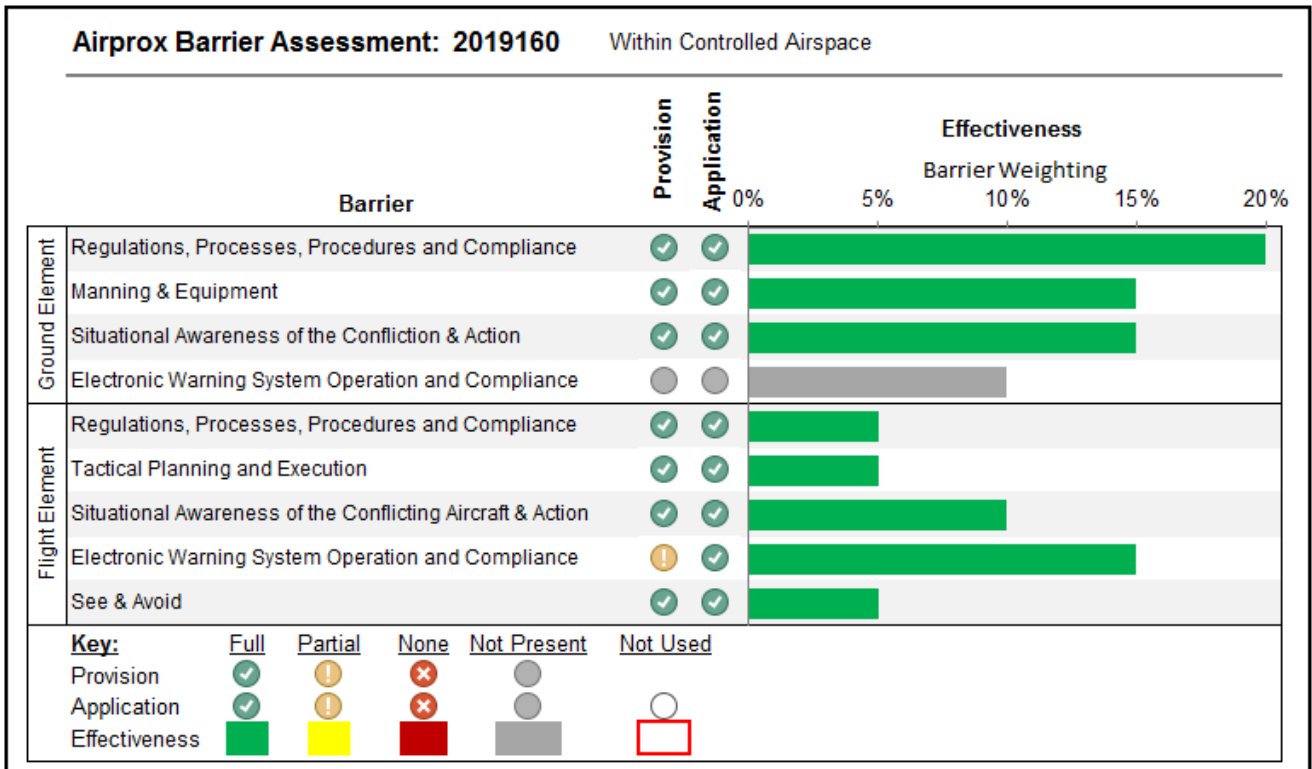 Airprox Barrier Assessment: 2019160 Within Controlled Airspace
Barrier Provision Application Effectiveness
Barrier Weighting
0% 5% 10% 15% 20%
Ground Element
Regulations, Processes, Procedures and Compliance
Manning & Equipment
Situational Awareness of the Confliction & Action
Electronic Warning System Operation and Compliance
Flight Element
Regulations, Processes, Procedures and Compliance
Tactical Planning and Execution
Situational Awareness of the Conflicting Aircraft & Action
Electronic Warning System Operation and Compliance
See & Avoid
Key: Full Partial None Not Present Not Used
Provision
Application
Effectiveness